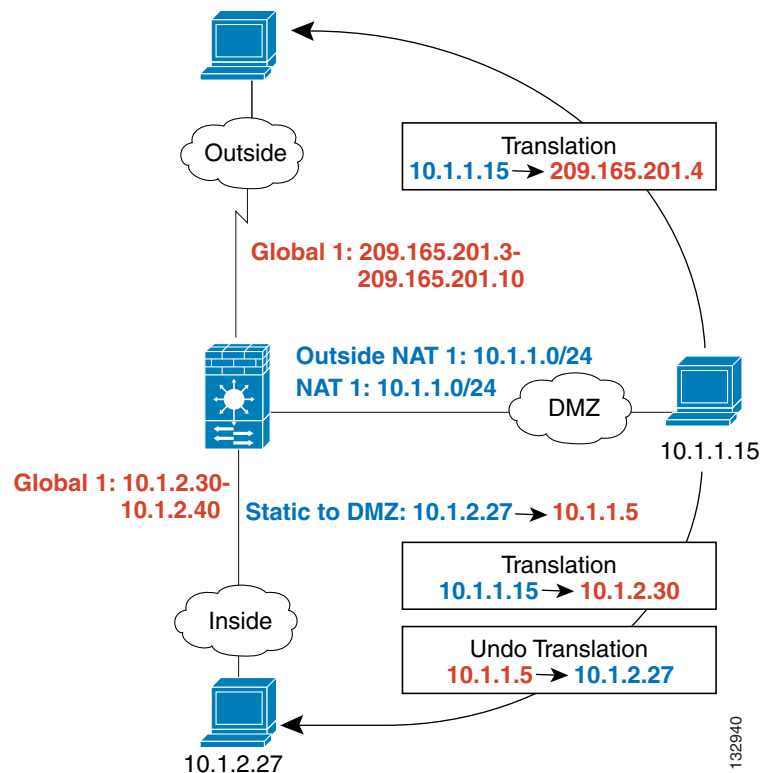 Outside
Translation
10.1.1.15 → 209.165.201.4
Global 1: 209.165.201.3-
209.165.201.10
Outside NAT 1: 10.1.1.0/24
NAT 1: 10.1.1.0/24
DMZ
10.1.1.15
Global 1: 10.1.2.30-
10.1.2.40
Static to DMZ: 10.1.2.27 → 10.1.1.5
Translation
10.1.1.15 → 10.1.2.30
Inside
Undo Translation
10.1.1.5 → 10.1.2.27
10.1.2.27
132940